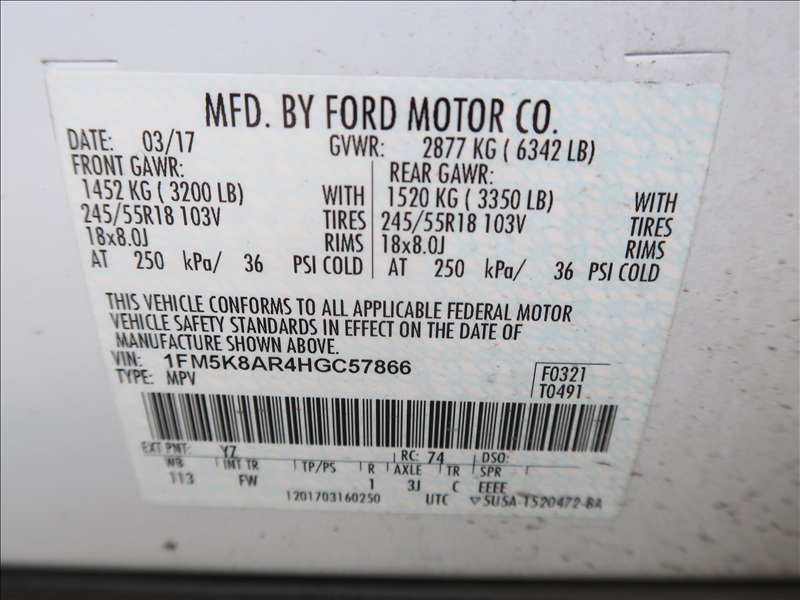 MFD. BY FORD MOTOR CO.
DATE: 03/17 GVWR: 2877 KG ( 6342 LB)
FRONT GAWR: REAR GAWR:
1452 KG ( 3200 LB) WITH 1520 KG ( 3350 LB) WITH
245/55R18 103V TIRES 245/55R18 103V TIRES
18x8.0J RIMS 18x8.0J RIMS
AT 250 kPa/ 36 PSI COLD AT 250 kPa/ 36 PSI COLD
THIS VEHICLE CONFORMS TO ALL APPLICABLE FEDERAL MOTOR
VEHICLE SAFETY STANDARDS IN EFFECT ON THE DATE OF
MANUFACTURE SHOWN ABOVE.
VIN: 1FM5K8AR4HGC57866 F0321
TYPE: MPV T0491
EXT PNT: YZ RC: 74 DSO:
WB INT TR TP/PS R AXLE TR SPR
113 FW 1 3J C EEEE
1201703160250 UTC 5U5A-1520472-BA